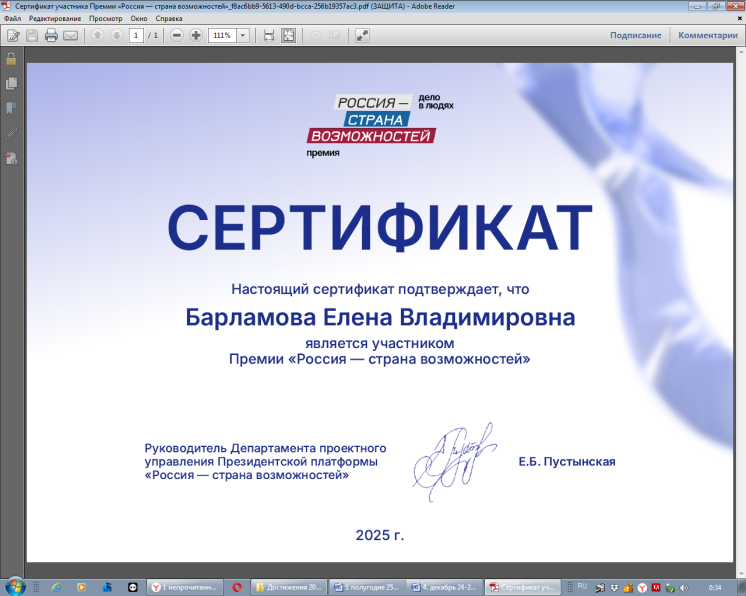 Сертификат участника Премии «Россия — страна возможностей»_f8ac6bb9-5613-490d-bcca-256b19357ac3.pdf (ЗАЩИТА) - Adobe Reader
Файл Редактирование Просмотр Окно Справка
1 / 1 111% Подписание Комментарии
РОССИЯ —
СТРАНА
ВОЗМОЖНОСТЕЙ
дело
в людях
премия
СЕРТИФИКАТ
Настоящий сертификат подтверждает, что
Барламова Елена Владимировна
является участником
Премии «Россия — страна возможностей»
Руководитель Департамента проектного
управления Президентской платформы
«Россия — страна возможностей»
Е.Б. Пустынская
2025 г.
1 непрочитанн... Достижения 20... 1 полугодие 25... 4. декабрь 24-2... Сертификат уч... RU 0:34